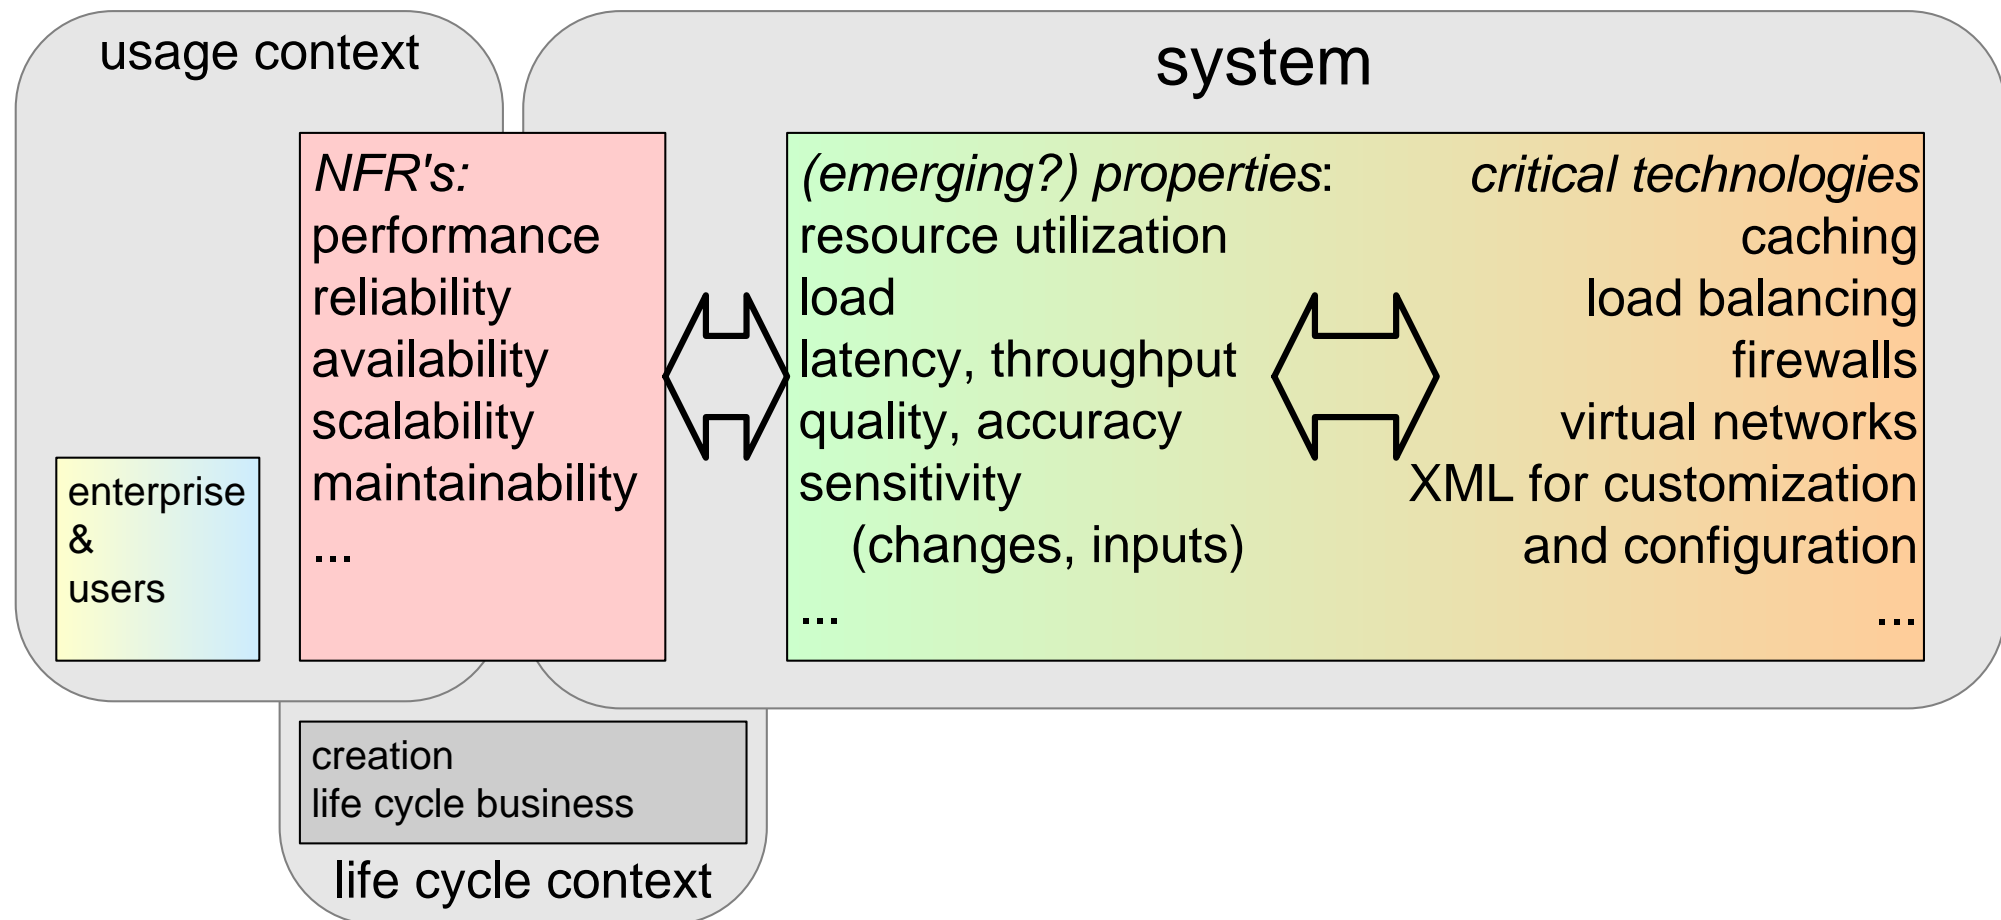 usage context
system
NFR's:
performance
reliability
availability
scalability
maintainability
...
enterprise
&
users
(emerging?) properties:
resource utilization
load
latency, throughput
quality, accuracy
sensitivity
(changes, inputs)
...
critical technologies
caching
load balancing
firewalls
virtual networks
XML for customization
and configuration
...
creation
life cycle business
life cycle context